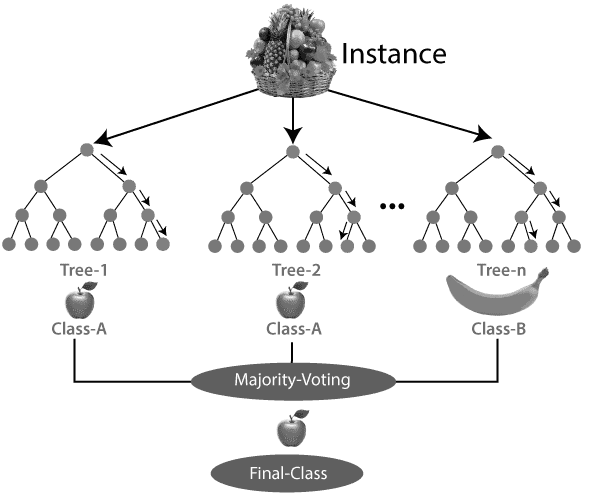 Instance
...
Tree-1
Tree-2
Tree-n
Class-A
Class-A
Class-B
Majority-Voting
Final-Class